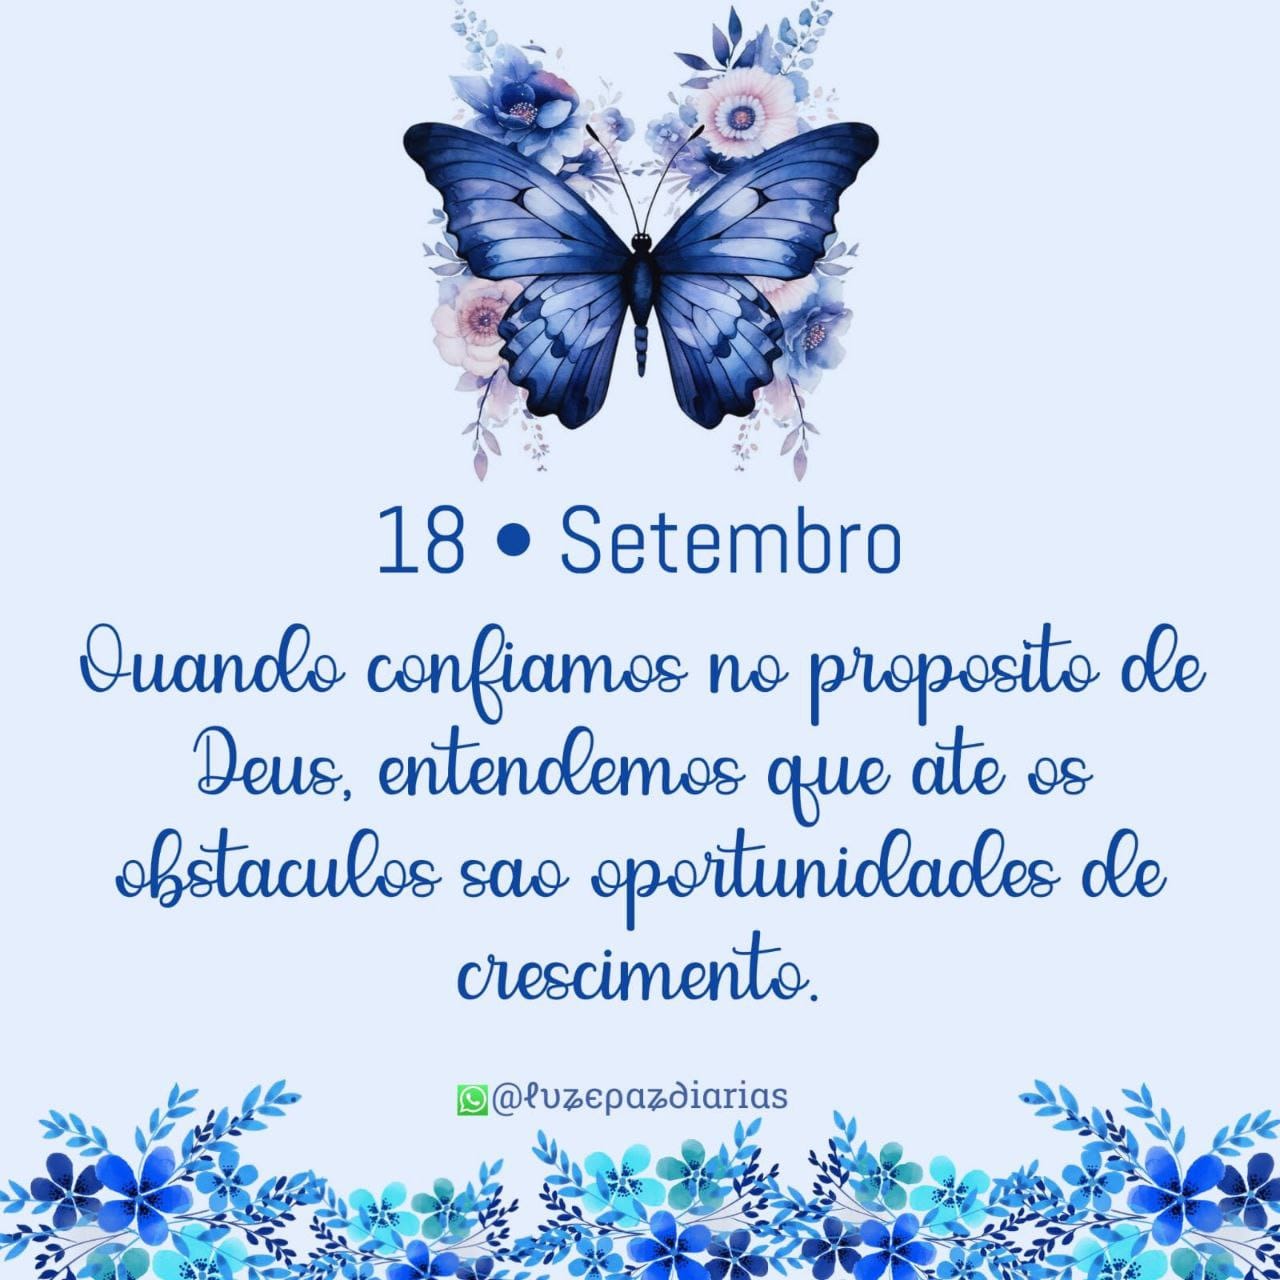 18 • Setembro
Quando confiamos no proposito de
Deus, entendemos que ate os
obstaculos sao oportunidades de
crescimento.
@luzepazdiarias